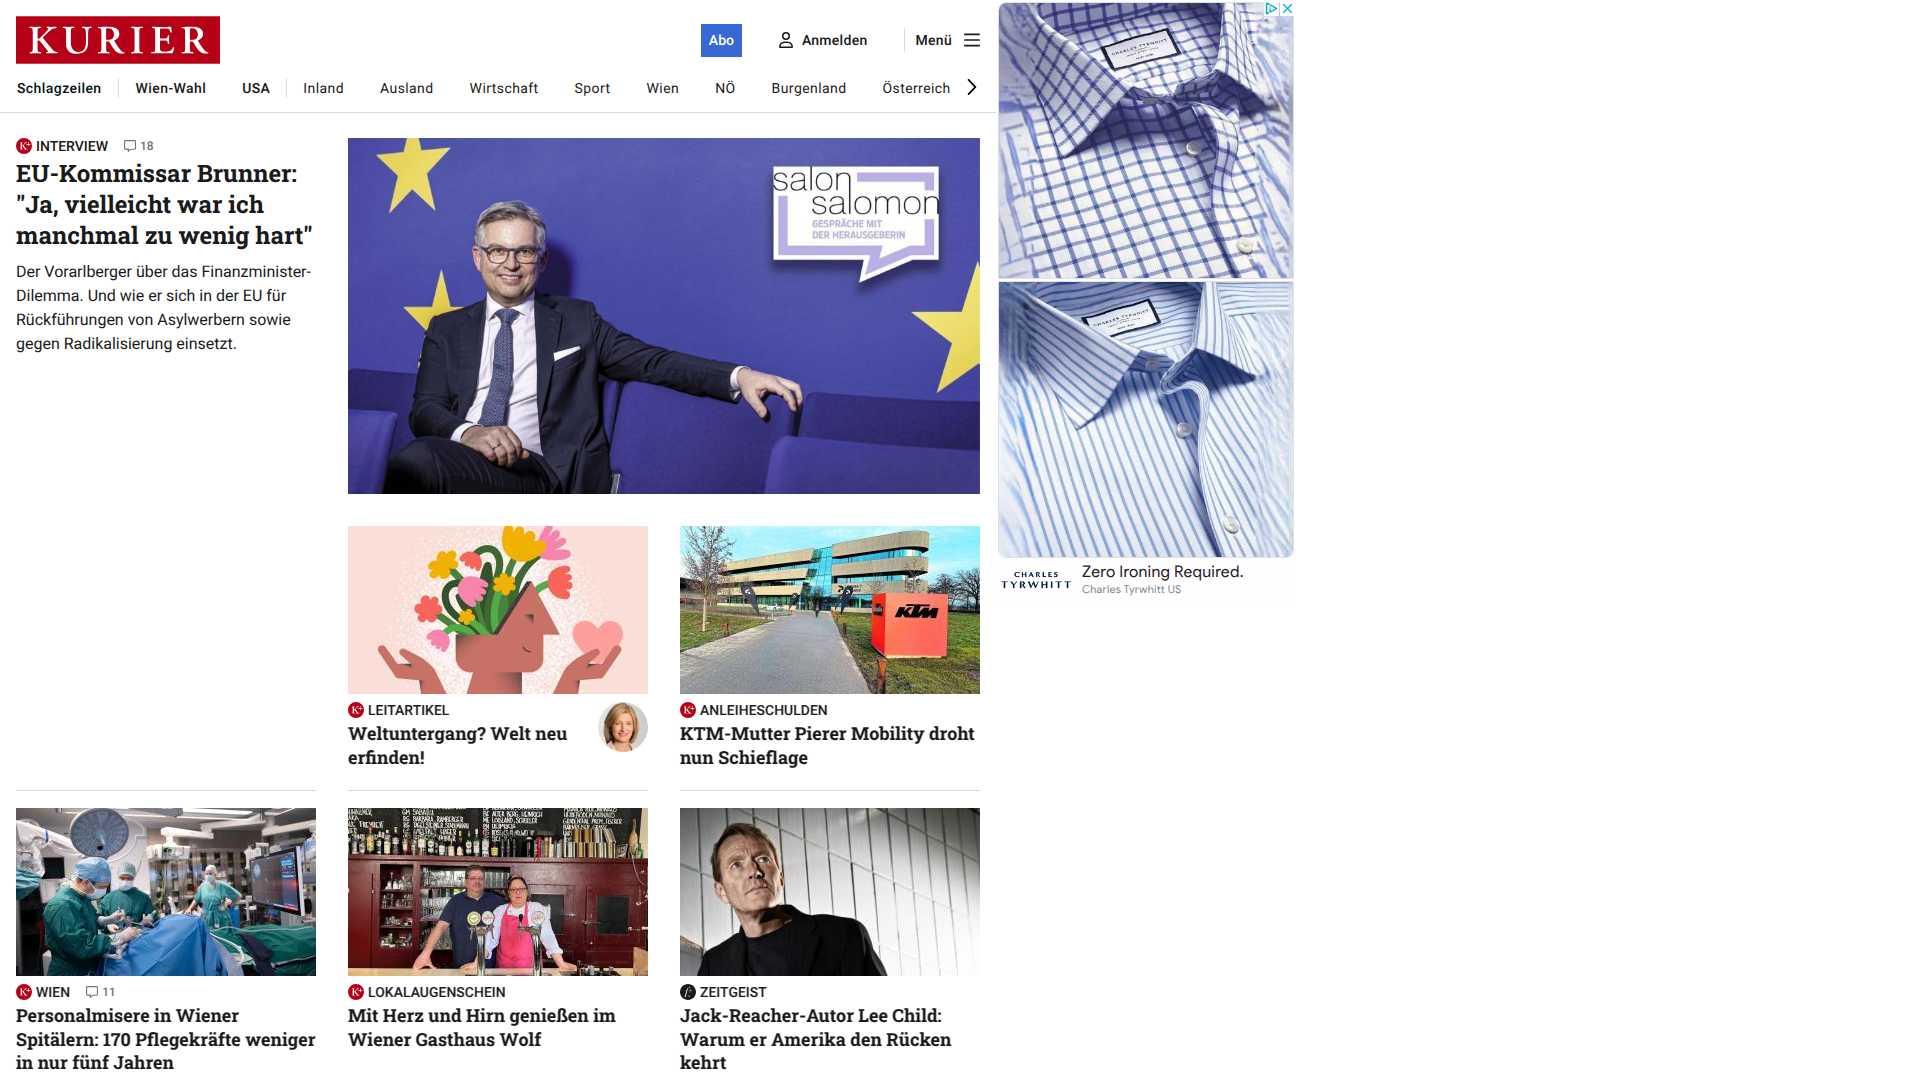 KURIER
Abo
Anmelden
Menü
Schlagzeilen
Wien-Wahl
USA
Inland
Ausland
Wirtschaft
Sport
Wien
NÖ
Burgenland
Österreich
INTERVIEW 18
EU-Kommissar Brunner:
"Ja, vielleicht war ich
manchmal zu wenig hart"
Der Vorarlberger über das Finanzminister-
Dilemma. Und wie er sich in der EU für
Rückführungen von Asylwerbern sowie
gegen Radikalisierung einsetzt.
salon
salomon
GESPRÄCHE MIT
DER HERAUSGEBERIN
CHARLES TYRWHITT
CHARLES TYRWHITT
CHARLES
TYRWHITT
Zero Ironing Required.
Charles Tyrwhitt US
KTM
K+ LEITARTIKEL
Weltuntergang? Welt neu
erfinden!
K+ ANLEIHESCHULDEN
KTM-Mutter Pierer Mobility droht
nun Schieflage
K+ WIEN 11
Personalmisere in Wiener
Spitälern: 170 Pflegekräfte weniger
in nur fünf Jahren
K+ LOKALAUGENSCHEIN
Mit Herz und Hirn genießen im
Wiener Gasthaus Wolf
ZEITGEIST
Jack-Reacher-Autor Lee Child:
Warum er Amerika den Rücken
kehrt